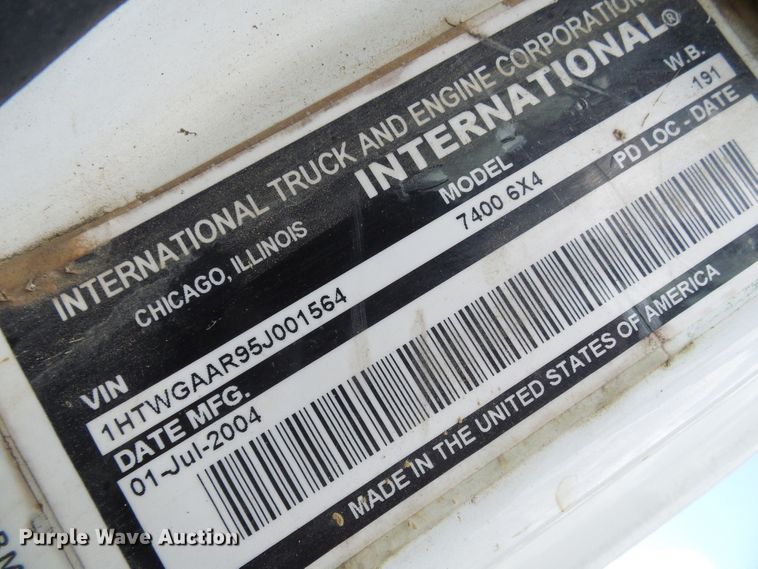 INTERNATIONAL TRUCK AND ENGINE CORPORATION
CHICAGO, ILLINOIS
INTERNATIONAL®
VIN MODEL W.B.
1HTWGAAR95J001564 7400 6X4 191
DATE MFG. PD LOC - DATE
01-Jul-2004
MADE IN THE UNITED STATES OF AMERICA
Purple Wave Auction